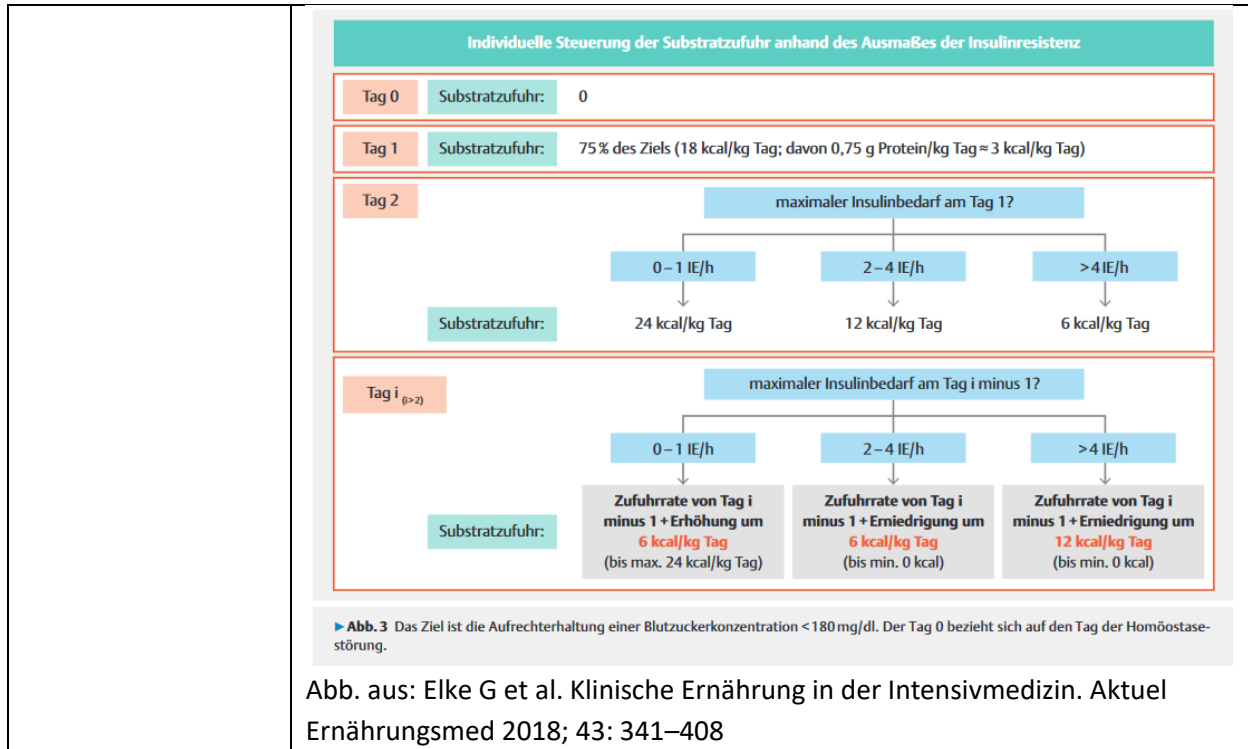 Individuelle Steuerung der Substratzufuhr anhand des Ausmaßes der Insulinresistenz
Tag 0 Substratzufuhr: 0
Tag 1 Substratzufuhr: 75 % des Ziels (18 kcal/kg Tag; davon 0,75 g Protein/kg Tag ≈ 3 kcal/kg Tag)
Tag 2 maximaler Insulinbedarf am Tag 1?
0–1 IE/h 2–4 IE/h >4 IE/h
Substratzufuhr: 24 kcal/kg Tag 12 kcal/kg Tag 6 kcal/kg Tag
Tag i (i>2) maximaler Insulinbedarf am Tag i minus 1?
0–1 IE/h 2–4 IE/h >4 IE/h
Substratzufuhr:
Zufuhrrate von Tag i
minus 1 + Erhöhung um
6 kcal/kg Tag
(bis max. 24 kcal/kg Tag)
Zufuhrrate von Tag i
minus 1 + Erniedrigung um
6 kcal/kg Tag
(bis min. 0 kcal)
Zufuhrrate von Tag i
minus 1 + Erniedrigung um
12 kcal/kg Tag
(bis min. 0 kcal)
▶ Abb. 3 Das Ziel ist die Aufrechterhaltung einer Blutzuckerkonzentration < 180 mg/dl. Der Tag 0 bezieht sich auf den Tag der Homöostase-
störung.
Abb. aus: Elke G et al. Klinische Ernährung in der Intensivmedizin. Aktuel
Ernährungsmed 2018; 43: 341–408